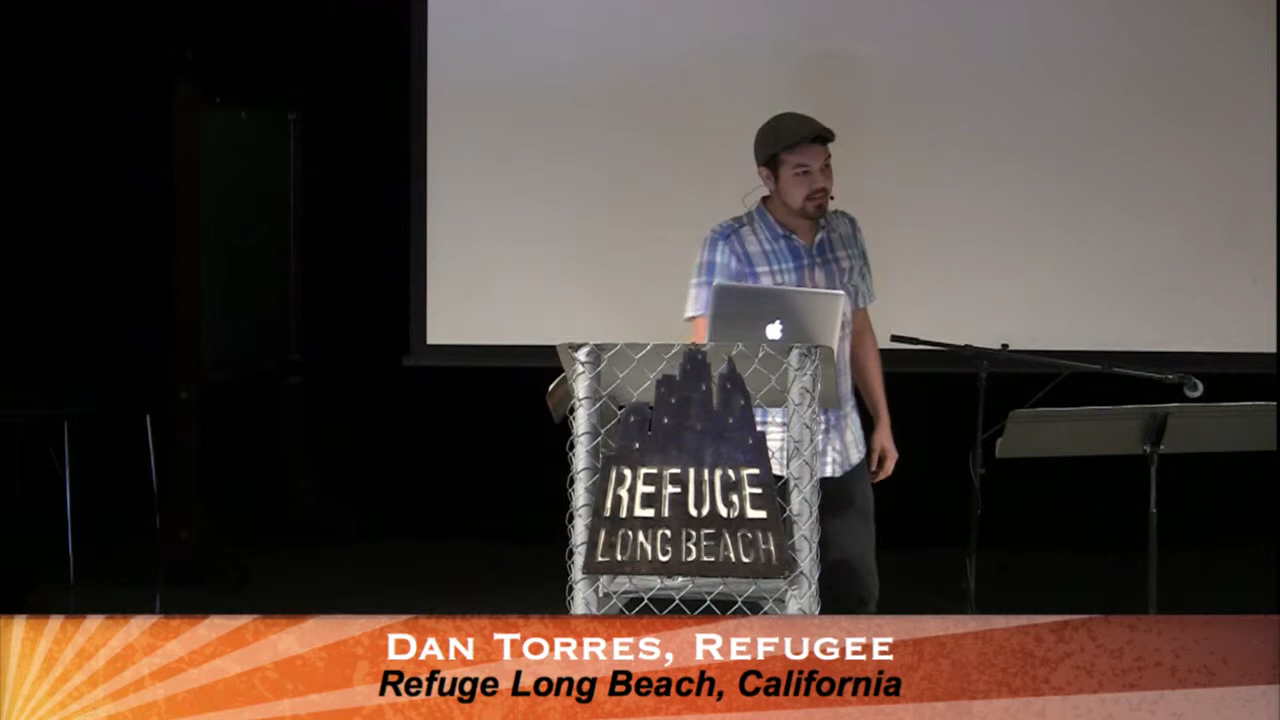 REFUGE
LONG BEACH
DAN TORRES, REFUGEE
Refuge Long Beach, California